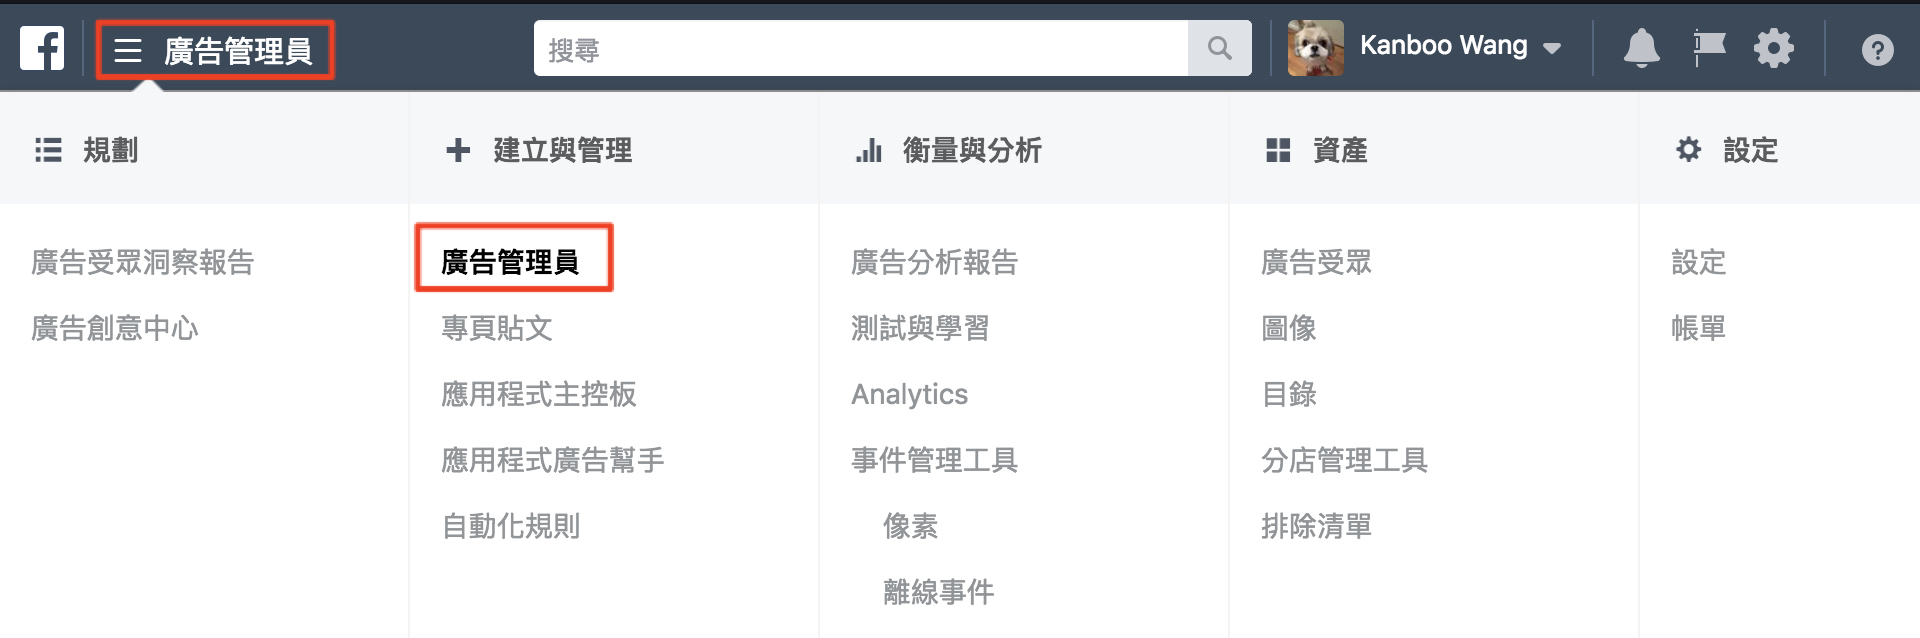 廣告管理員
搜尋
Kanboo Wang
規劃
廣告受眾洞察報告
廣告創意中心
建立與管理
廣告管理員
專頁貼文
應用程式主控板
應用程式廣告幫手
自動化規則
衡量與分析
廣告分析報告
測試與學習
Analytics
事件管理工具
像素
離線事件
資產
廣告受眾
圖像
目錄
分店管理工具
排除清單
設定
設定
帳單